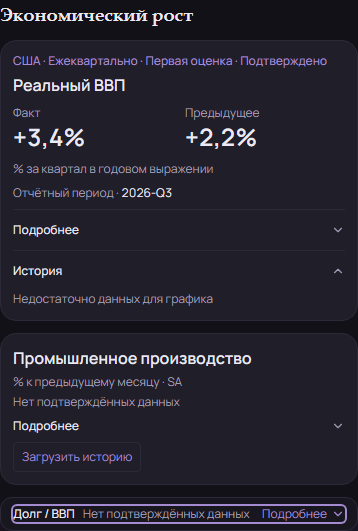 Экономический рост
США · Ежеквартально · Первая оценка · Подтверждено
Реальный ВВП
Факт Предыдущее
+3,4% +2,2%
% за квартал в годовом выражении
Отчётный период · 2026-Q3
Подробнее
История
Недостаточно данных для графика
Промышленное производство
% к предыдущему месяцу · SA
Нет подтверждённых данных
Подробнее
Загрузить историю
Долг / ВВП Нет подтверждённых данных Подробнее